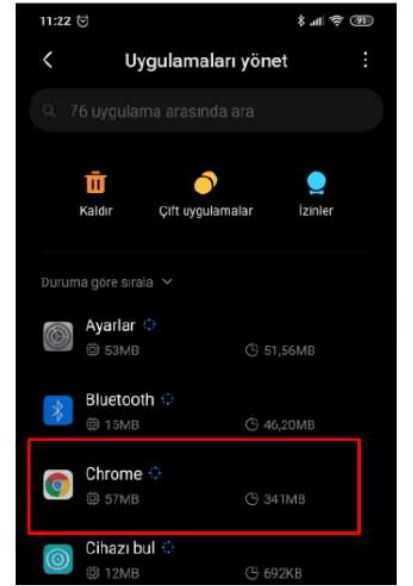 11:22 91
Uygulamaları yönet
76 uygulama arasında ara
Kaldır Çift uygulamalar İzinler
Duruma göre sırala
Ayarlar
53MB 51,56MB
Bluetooth
15MB 46,20MB
Chrome
57MB 341MB
Cihazı bul
12MB 692KB